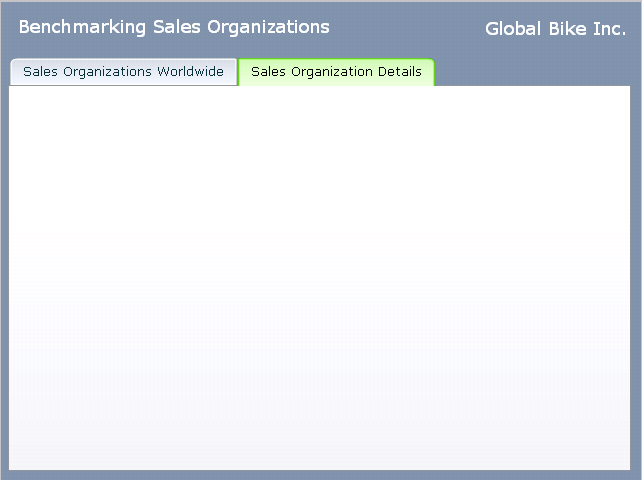 Benchmarking Sales Organizations
Global Bike Inc.
Sales Organizations Worldwide
Sales Organization Details